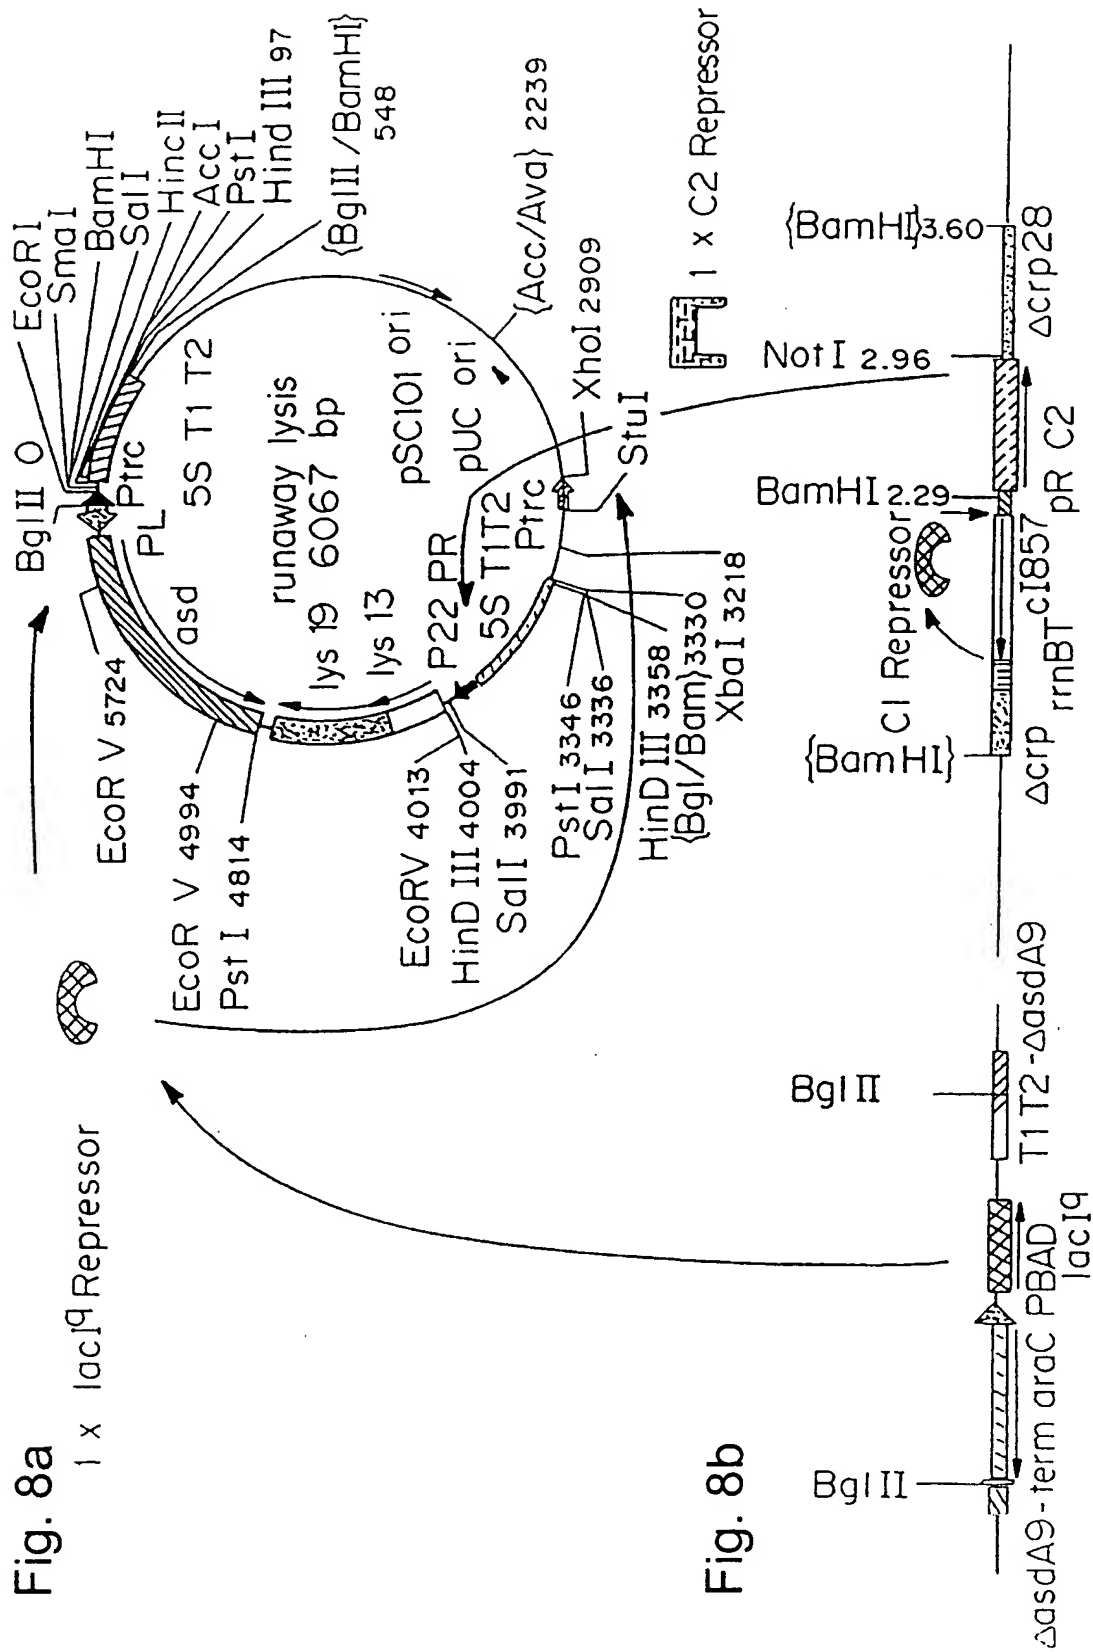 Fig. 8a
1 x lacIq Repressor
BglII 0
EcoRI
SmaI
BamHI
SalI
HincII
AccI
PstI
Hind III 97
{BglII/BamHI}
548
{Acc/Ava} 2239
XhoI 2909
StuI
XbaI 3218
{Bgl/Bam}3330
HinD III 3358
SalI 3336
PstI 3346
SalI 3991
HinD III 4004
EcoRV 4013
PstI 4814
EcoR V 4994
EcoR V 5724
Ptrc
PL
5S T1 T2
asd
runaway lysis
lys 19 6067 bp
lys 13
pSC101 ori
pUC ori
P22 PR
5S T1T2
Ptrc
1 x C2 Repressor
Fig. 8b
BglII
BglII
ΔasdA9-term araC PBAD
lacIq
T1T2-ΔasdA9
{BamHI}
CI Repressor
BamHI 2.29
NotI 2.96
{BamHI}3.60
Δcrp
rrnBT
cI857
pR C2
Δcrp28